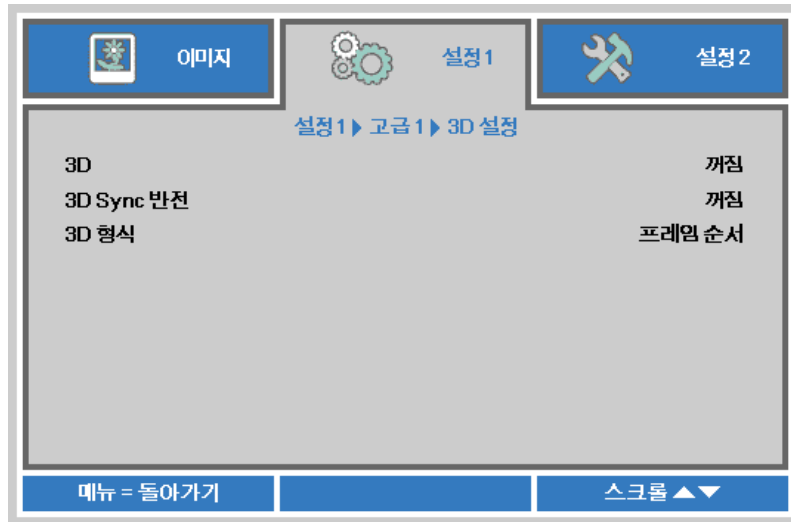 이미지
설정 1
설정 2
설정 1 ▶ 고급 1 ▶ 3D 설정
3D 꺼짐
3D Sync 반전 꺼짐
3D 형식 프레임 순서
메뉴 = 돌아가기
스크롤 ▲▼